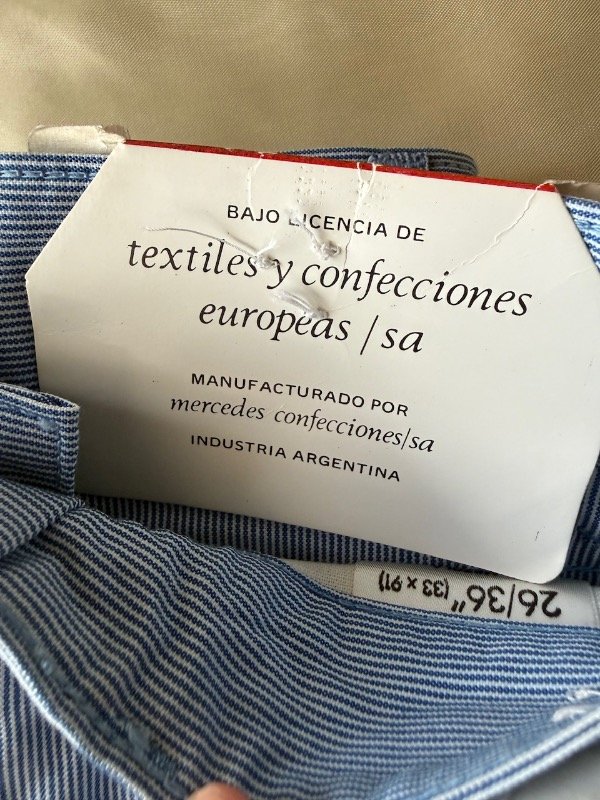 BAJO LICENCIA DE
textiles y confecciones
europeas / sa
MANUFACTURADO POR
mercedes confecciones/sa
INDUSTRIA ARGENTINA
26/36" (33 x 91)